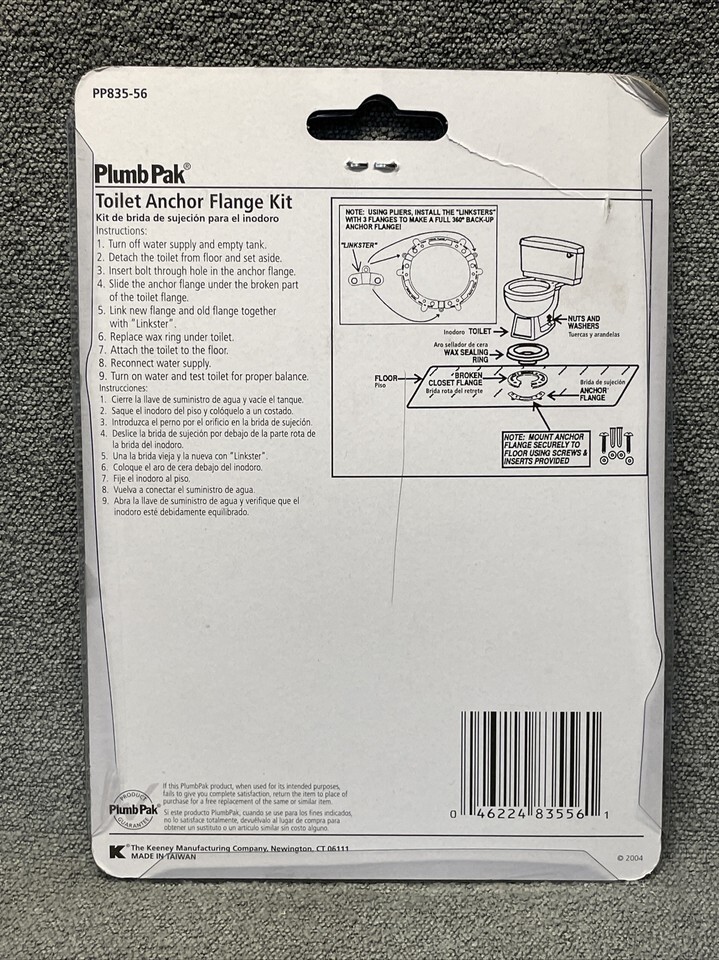 PP835-56
PlumbPak®
Toilet Anchor Flange Kit
Kit de brida de sujeción para el inodoro
Instructions:
1. Turn off water supply and empty tank.
2. Detach the toilet from floor and set aside.
3. Insert bolt through hole in the anchor flange.
4. Slide the anchor flange under the broken part
of the toilet flange.
5. Link new flange and old flange together
with "Linkster".
6. Replace wax ring under toilet.
7. Attach the toilet to the floor.
8. Reconnect water supply.
9. Turn on water and test toilet for proper balance.
Instrucciones:
1. Cierre la llave de suministro de agua y vacíe el tanque.
2. Saque el inodoro del piso y colóquelo a un costado.
3. Introduzca el perno por el orificio en la brida de sujeción.
4. Deslice la brida de sujeción por debajo de la parte rota de
la brida del inodoro.
5. Una la brida vieja y la nueva con "Linkster".
6. Coloque el aro de cera debajo del inodoro.
7. Fije el inodoro al piso.
8. Vuelva a conectar el suministro de agua.
9. Abra la llave de suministro de agua y verifique que el
inodoro esté debidamente equilibrado.
NOTE: USING PLIERS, INSTALL THE "LINKSTERS"
WITH 3 FLANGES TO MAKE A FULL 360° BACK-UP
ANCHOR FLANGE!
"LINKSTER"
NUTS AND
WASHERS
Tuercas y arandelas
Inodoro TOILET
Aro sellador de cera
WAX SEALING
RING
FLOOR
Piso
BROKEN
CLOSET FLANGE
Brida rota del retrete
Brida de sujeción
ANCHOR
FLANGE
NOTE: MOUNT ANCHOR
FLANGE SECURELY TO
FLOOR USING SCREWS &
INSERTS PROVIDED
PRODUCT
PlumbPak®
GUARANTEE
If this PlumbPak product, when used for its intended purpose,
fails to give you complete satisfaction, return the item to place of
purchase for a free replacement of the same or similar item.
Si este producto PlumbPak, cuando se use para los fines indicados,
no lo satisface totalmente, devuélvalo al lugar de compra para
obtener un sustituto o un artículo similar sin costo alguno.
0 46224 83556 1
K® The Keeney Manufacturing Company, Newington, CT 06111
MADE IN TAIWAN
© 2004